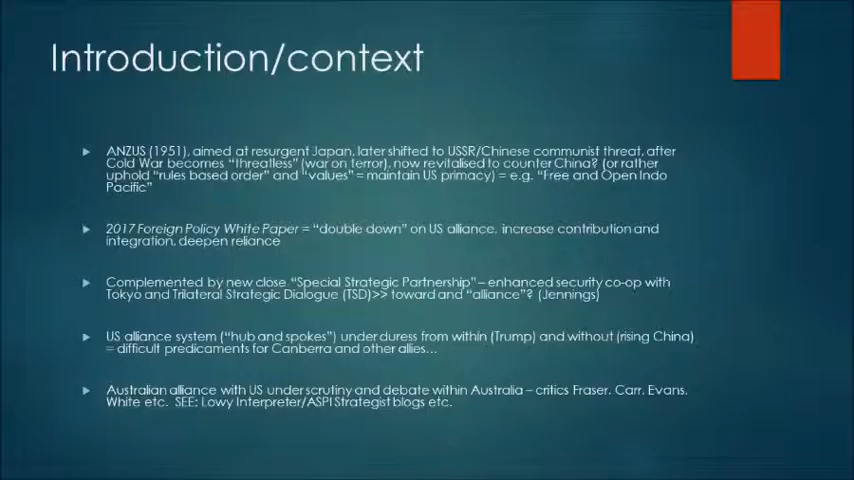 Introduction/context
ANZUS (1951), aimed at resurgent Japan, later shifted to USSR/Chinese communist threat, after
Cold War becomes "threatless" (war on terror), now revitalised to counter China? (or rather
uphold "rules based order" and "values" = maintain US primacy) = e.g. "Free and Open Indo
Pacific"
2017 Foreign Policy White Paper = "double down" on US alliance, increase contribution and
integration, deepen reliance
Complemented by new close "Special Strategic Partnership" – enhanced security co-op with
Tokyo and Trilateral Strategic Dialogue (TSD)>> toward and "alliance"? (Jennings)
US alliance system ("hub and spokes") under duress from within (Trump) and without (rising China)
= difficult predicaments for Canberra and other allies…
Australian alliance with US under scrutiny and debate within Australia – critics Fraser, Carr, Evans,
White etc. SEE: Lowy Interpreter/ASPI Strategist blogs etc.